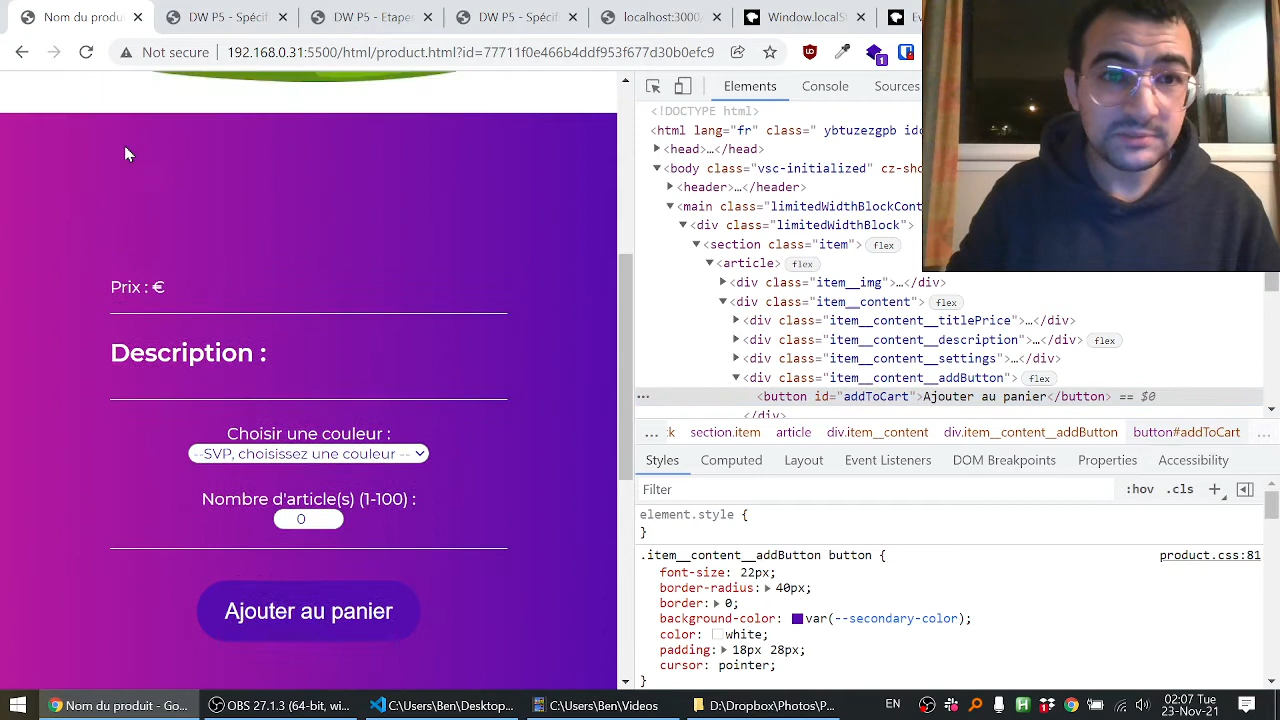 Nom du produ
DW P5 - Spécif
DW P5 - Etapes
DW P5 - Spécif
localhost:3000/
Window.localS
Not secure
192.168.0.31:5500/html/product.html?id=77711f0e466b4ddf953f677d30b0efc9
1
Elements
Console
Sources
<!DOCTYPE html>
<html lang="fr" class=" ybtuzezgpb idc
<head>…</head>
<body class="vsc-initialized" cz-sho
<header>…</header>
<main class="limitedWidthBlockCont
<div class="limitedWidthBlock">
<section class="item"> flex
<article> flex
<div class="item__img">…</div>
<div class="item__content"> flex
<div class="item__content__titlePrice">…</div>
<div class="item__content__description">…</div> flex
<div class="item__content__settings">…</div>
<div class="item__content__addButton"> flex
<button id="addToCart">Ajouter au panier</button> == $0
</div>
... k section.item article div.item__content div.item__content__addButton button#addToCart ...
Styles Computed Layout Event Listeners DOM Breakpoints Properties Accessibility
Filter
:hov .cls +
element.style {
}
.item__content__addButton button {
product.css:81
font-size: 22px;
border-radius: 40px;
border: 0;
background-color: var(--secondary-color);
color: white;
padding: 18px 28px;
cursor: pointer;
}
Prix : €
Description :
Choisir une couleur :
--SVP, choisissez une couleur --
Nombre d'article(s) (1-100) :
0
Ajouter au panier
Nom du produit - Go...
OBS 27.1.3 (64-bit, wi...
C:\Users\Ben\Desktop...
C:\Users\Ben\Videos
D:\Dropbox\Photos\P...
EN
02:07 Tue
23-Nov-21